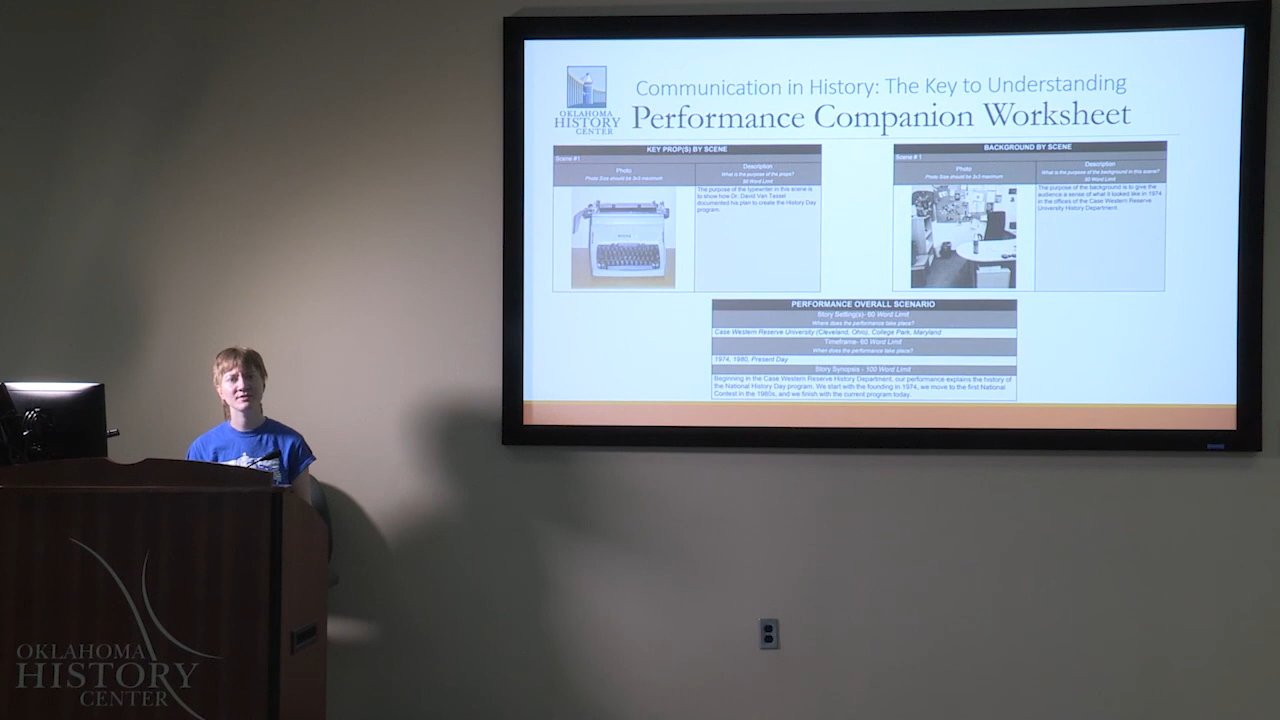 OKLAHOMA
HISTORY
CENTER
Communication in History: The Key to Understanding
Performance Companion Worksheet
KEY PROP(S) BY SCENE
Scene #1
Photo
Photo Size should be 3x3 maximum
Description
What is the purpose of the props?
50 Word Limit
The purpose of the typewriter in this scene is
to show how Dr. David Van Tassel
documented his plan to create the History Day
program.
BACKGROUND BY SCENE
Scene # 1
Photo
Photo Size should be 3x3 maximum
Description
What is the purpose of the background in this scene?
50 Word Limit
The purpose of the background is to give the
audience a sense of what it looked like in 1974
in the offices of the Case Western Reserve
University History Department.
PERFORMANCE OVERALL SCENARIO
Story Setting(s)- 60 Word Limit
Where does the performance take place?
Case Western Reserve University (Cleveland, Ohio), College Park, Maryland
Timeframe- 60 Word Limit
When does the performance take place?
1974, 1980, Present Day
Story Synopsis - 100 Word Limit
Beginning in the Case Western Reserve History Department, our performance explains the history of
the National History Day program. We start with the founding in 1974, we move to the first National
Contest in the 1980s, and we finish with the current program today.
OKLAHOMA
HISTORY
CENTER